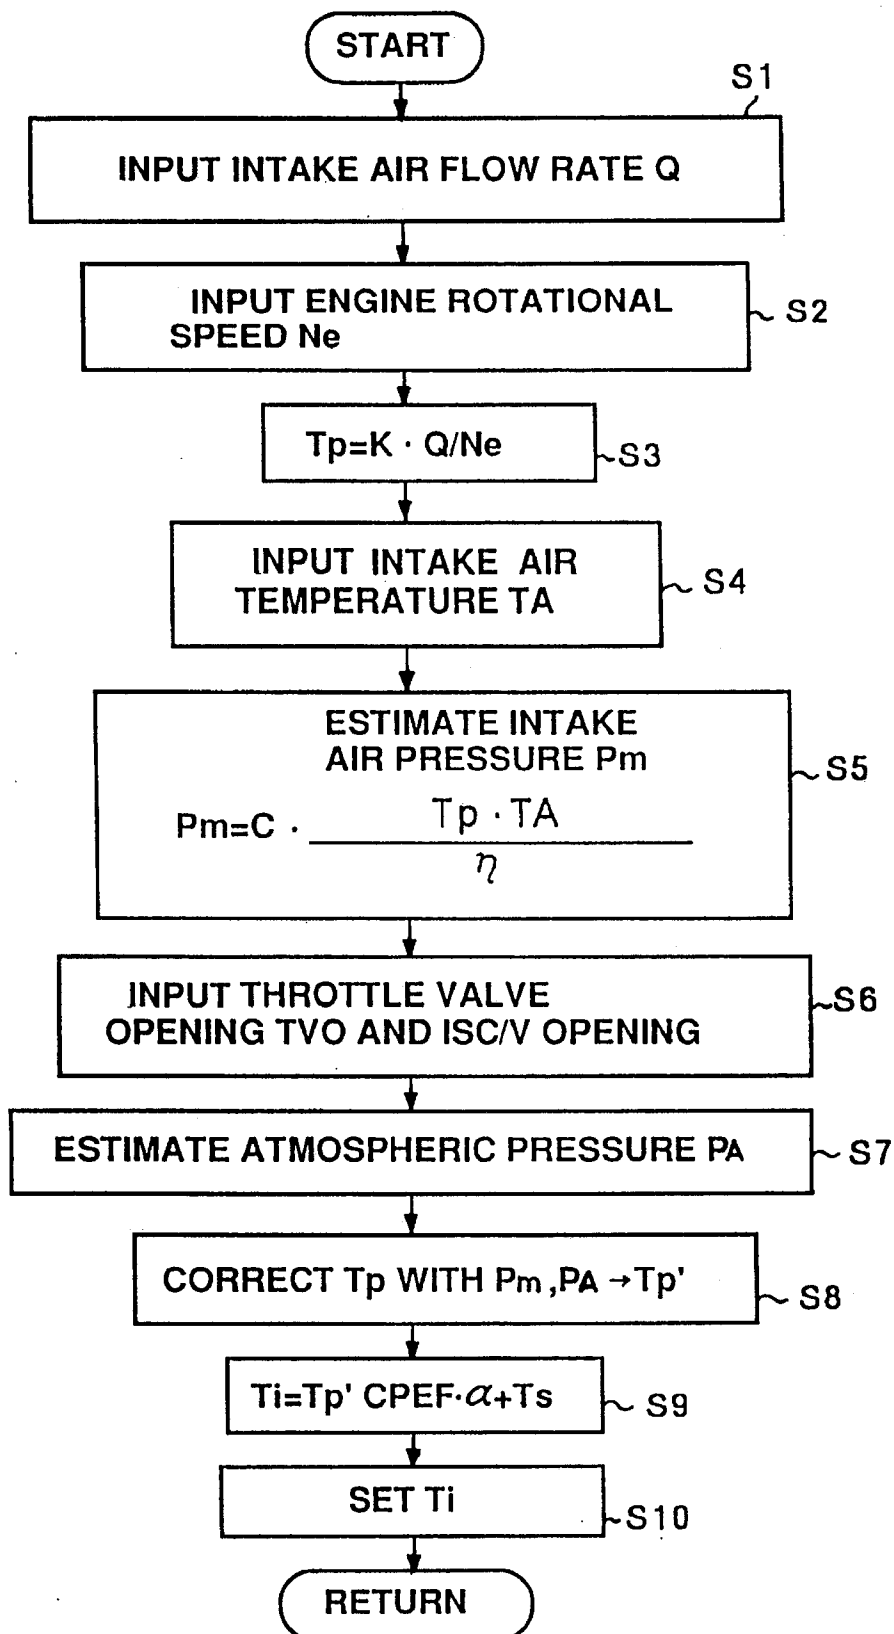 START
S1
INPUT INTAKE AIR FLOW RATE Q
INPUT ENGINE ROTATIONAL
SPEED Ne
S2
Tp=K · Q/Ne
S3
INPUT INTAKE AIR
TEMPERATURE TA
S4
ESTIMATE INTAKE
AIR PRESSURE Pm
Pm=C · Tp · TA
η
S5
INPUT THROTTLE VALVE
OPENING TVO AND ISC/V OPENING
S6
ESTIMATE ATMOSPHERIC PRESSURE PA
S7
CORRECT Tp WITH Pm ,PA →Tp'
S8
Ti=Tp' CPEF·α+Ts
S9
SET Ti
S10
RETURN